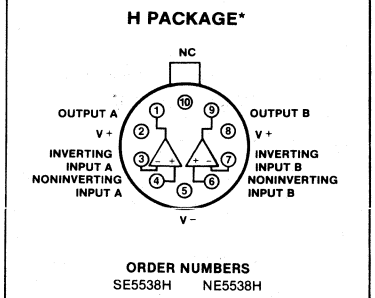 H PACKAGE*
NC
OUTPUT A 1 10 9 OUTPUT B
V+ 2 8 V+
INVERTING INPUT A 3 - + + - 7 INVERTING INPUT B
NONINVERTING INPUT A 4 5 6 NONINVERTING INPUT B
V-
ORDER NUMBERS
SE5538H NE5538H